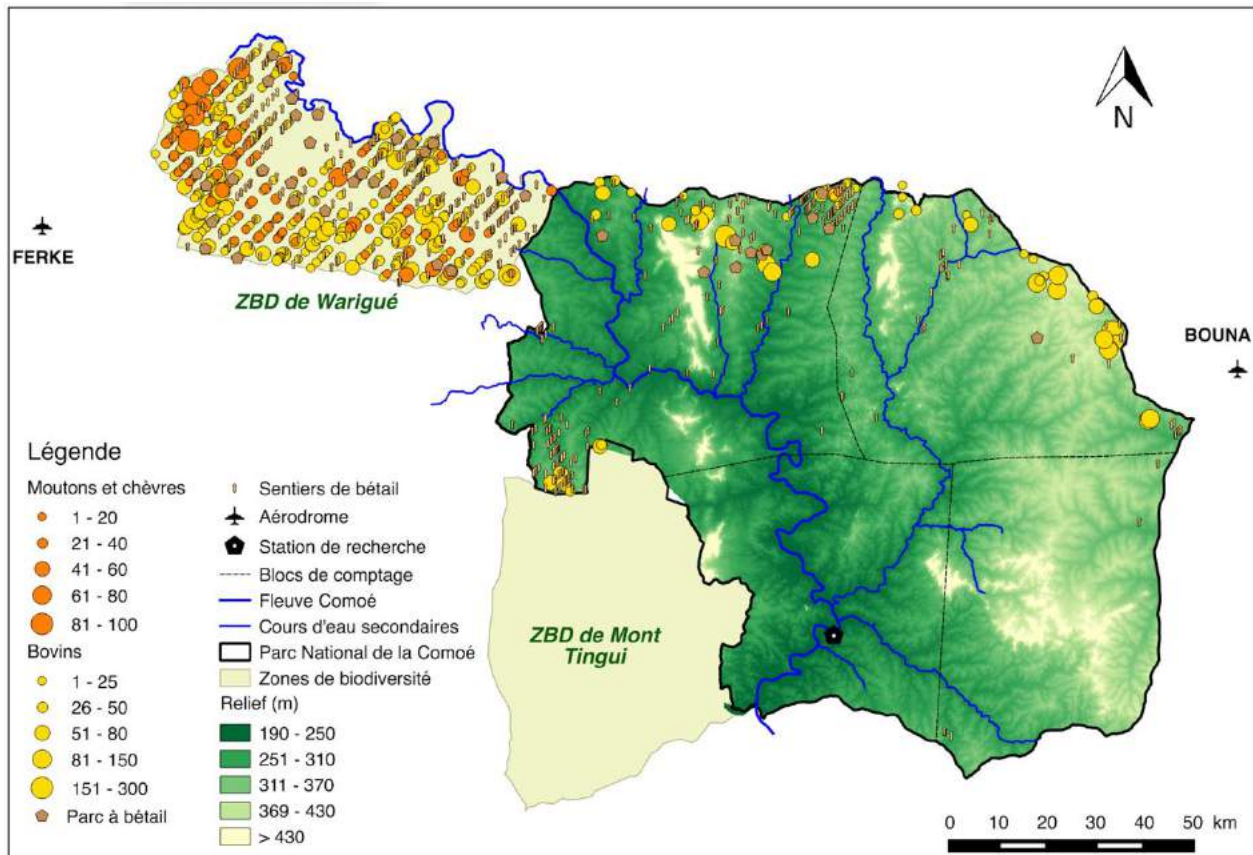 N
FERKE
ZBD de Warigué
BOUNA
ZBD de Mont
Tingui
Légende
Moutons et chèvres
1 - 20
21 - 40
41 - 60
61 - 80
81 - 100
Bovins
1 - 25
26 - 50
51 - 80
81 - 150
151 - 300
Parc à bétail
Sentiers de bétail
Aérodrome
Station de recherche
Blocs de comptage
Fleuve Comoé
Cours d'eau secondaires
Parc National de la Comoé
Zones de biodiversité
Relief (m)
190 - 250
251 - 310
311 - 370
369 - 430
> 430
0 10 20 30 40 50 km